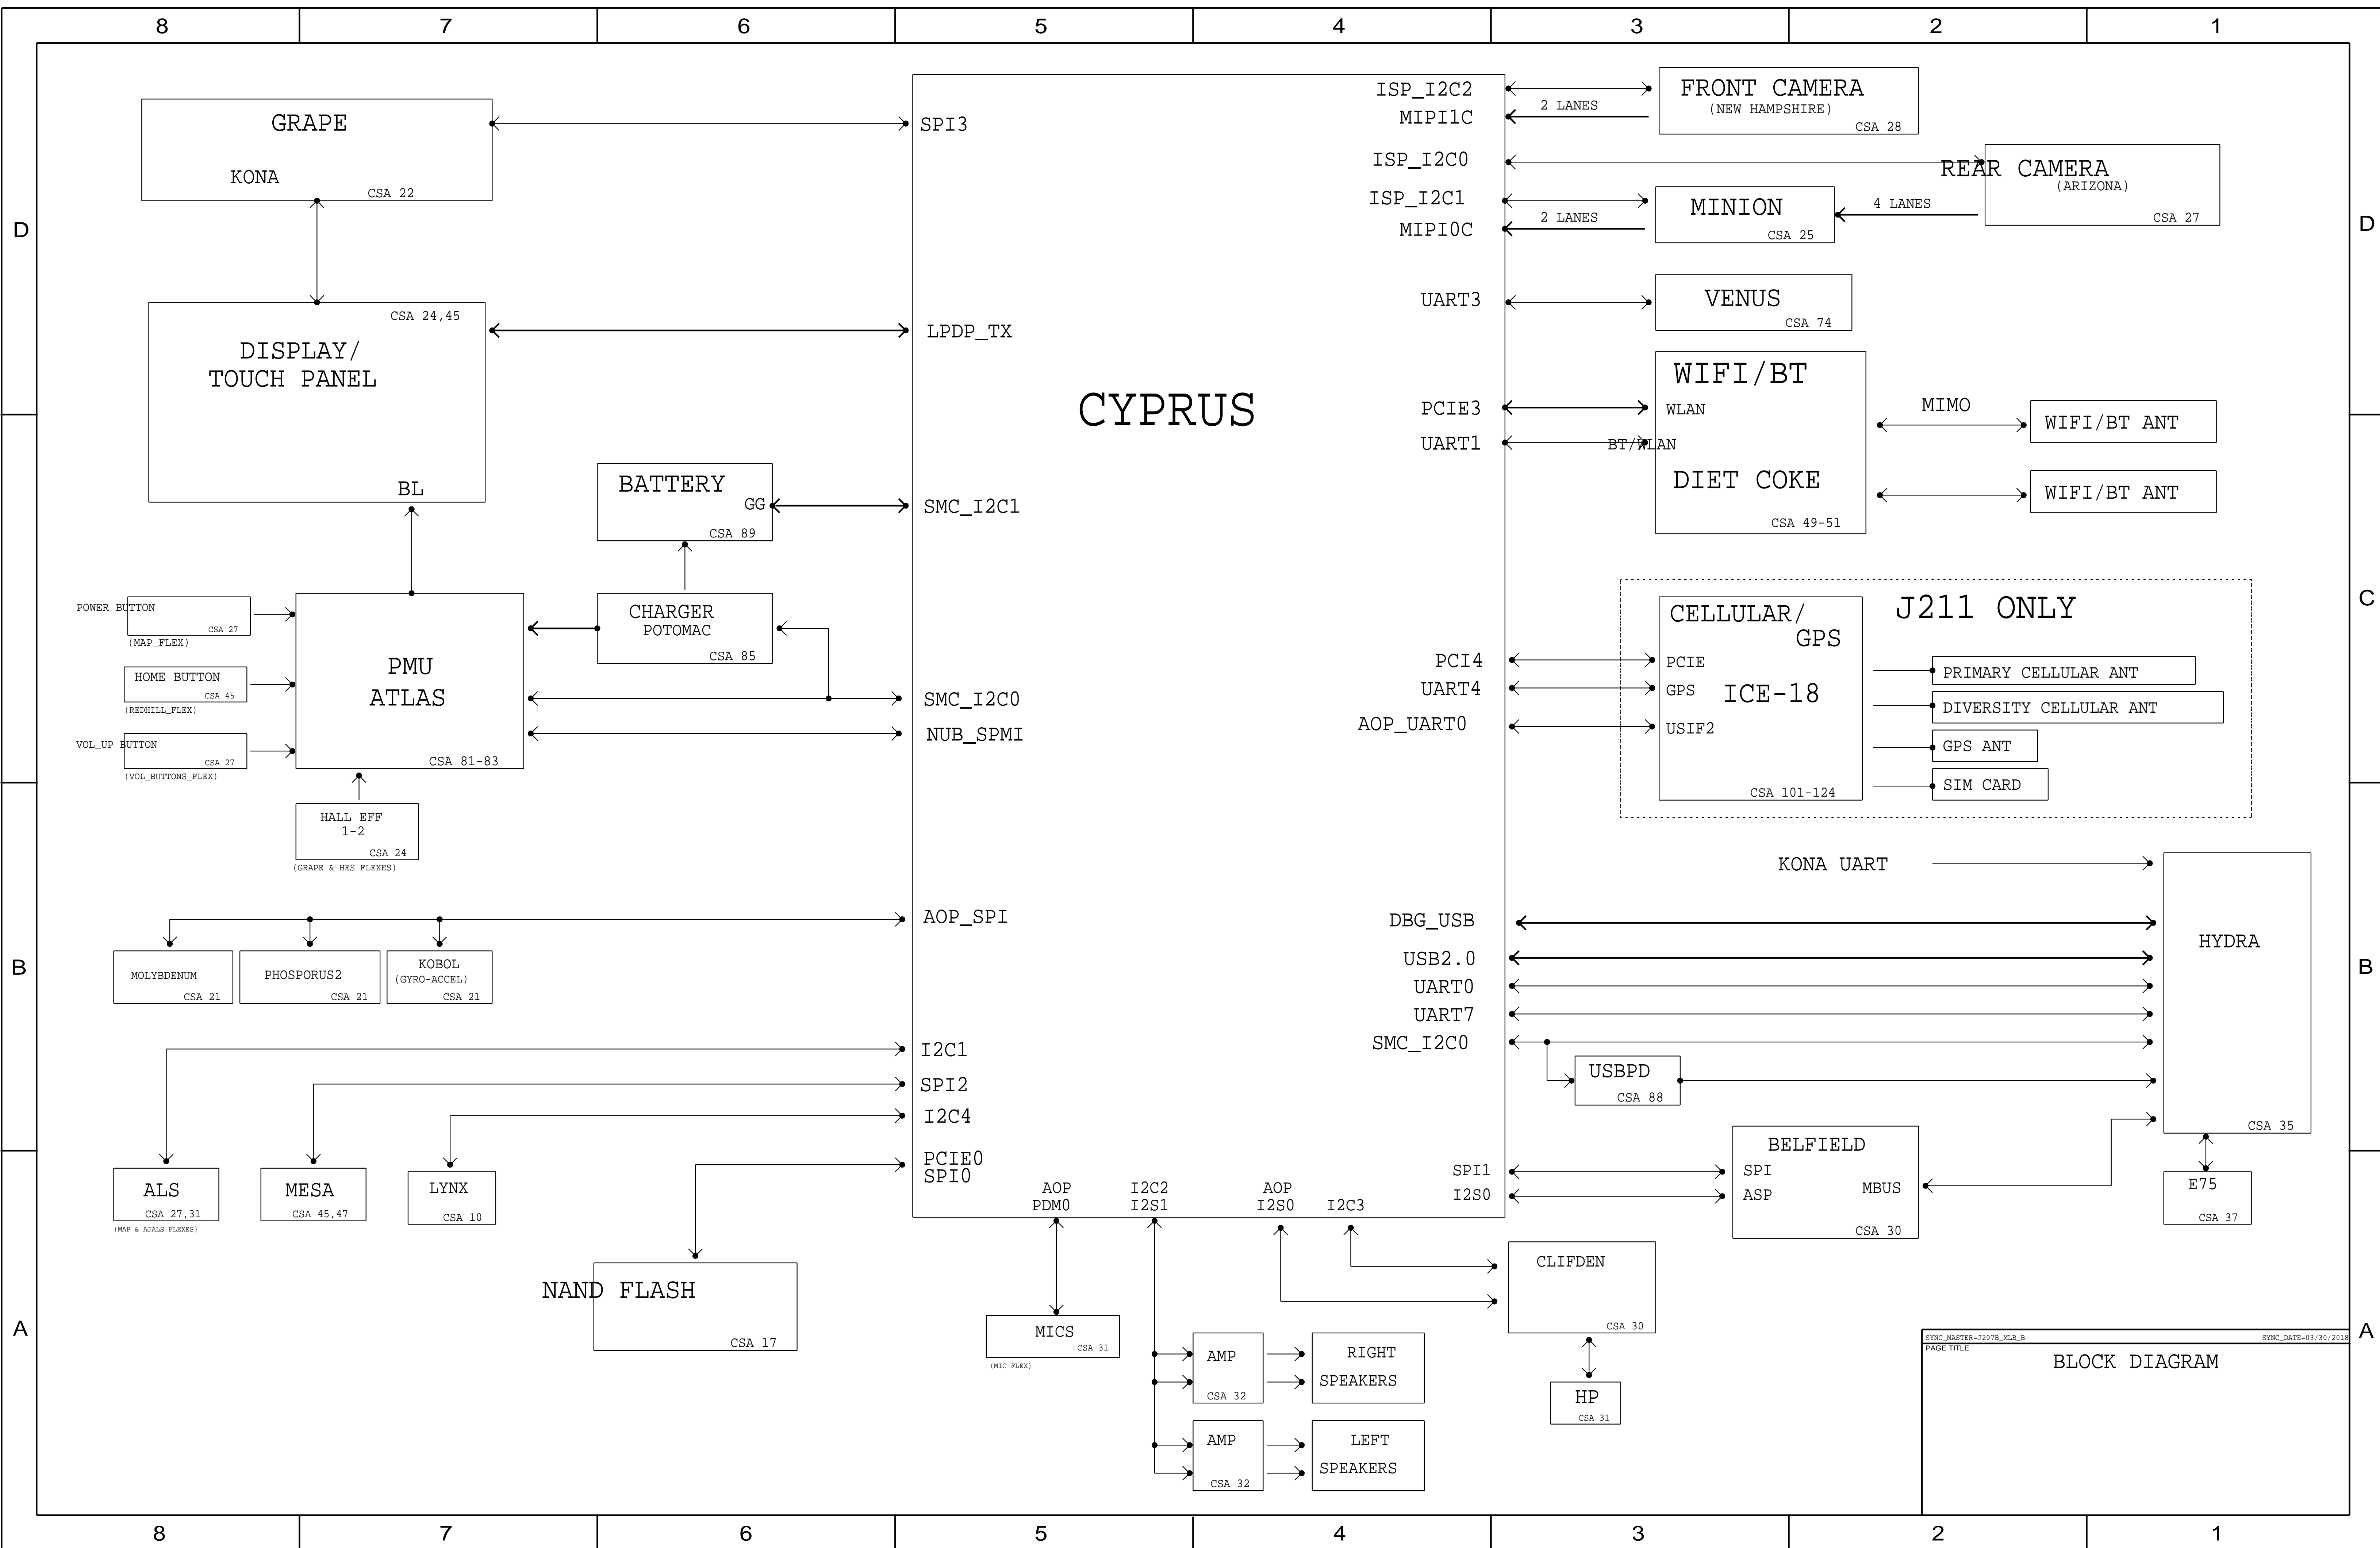 8 7 6 5 4 3 2 1
GRAPE
KONA
CSA 22
D
CSA 24,45
DISPLAY/
TOUCH PANEL
BL
BATTERY
GG
CSA 89
CHARGER
POTOMAC
CSA 85
POWER BUTTON
CSA 27
(MAP_FLEX)
HOME BUTTON
CSA 45
(REDHILL_FLEX)
VOL_UP BUTTON
CSA 27
(VOL_BUTTONS_FLEX)
PMU
ATLAS
CSA 81-83
HALL EFF
1-2
CSA 24
(GRAPE & HES FLEXES)
B
MOLYBDENUM
CSA 21
PHOSPORUS2
CSA 21
KOBOL
(GYRO-ACCEL)
CSA 21
ALS
CSA 27,31
(MAP & AJALS FLEXES)
MESA
CSA 45,47
LYNX
CSA 10
NAND FLASH
CSA 17
A
CYPRUS
SPI3
LPDP_TX
SMC_I2C1
SMC_I2C0
NUB_SPMI
AOP_SPI
I2C1
SPI2
I2C4
PCIE0
SPI0
AOP
PDM0
I2C2
I2S1
AOP
I2S0
I2C3
ISP_I2C2
MIPI1C
ISP_I2C0
ISP_I2C1
MIPI0C
UART3
PCIE3
UART1
PCI4
UART4
AOP_UART0
DBG_USB
USB2.0
UART0
UART7
SMC_I2C0
SPI1
I2S0
2 LANES
FRONT CAMERA
(NEW HAMPSHIRE)
CSA 28
REAR CAMERA
(ARIZONA)
CSA 27
2 LANES
MINION
CSA 25
4 LANES
D
VENUS
CSA 74
WIFI/BT
WLAN
BT/WLAN
DIET COKE
CSA 49-51
MIMO
WIFI/BT ANT
WIFI/BT ANT
J211 ONLY
CELLULAR/
GPS
PCIE
GPS
ICE-18
USIF2
CSA 101-124
PRIMARY CELLULAR ANT
DIVERSITY CELLULAR ANT
GPS ANT
SIM CARD
C
KONA UART
HYDRA
CSA 35
B
USBPD
CSA 88
BELFIELD
SPI
ASP
MBUS
CSA 30
E75
CSA 37
CLIFDEN
CSA 30
HP
CSA 31
MICS
CSA 31
(MIC FLEX)
AMP
CSA 32
RIGHT
SPEAKERS
AMP
CSA 32
LEFT
SPEAKERS
A
SYNC_MASTER=J207B_MLB_B
SYNC_DATE=03/30/2018
PAGE TITLE
BLOCK DIAGRAM
8 7 6 5 4 3 2 1